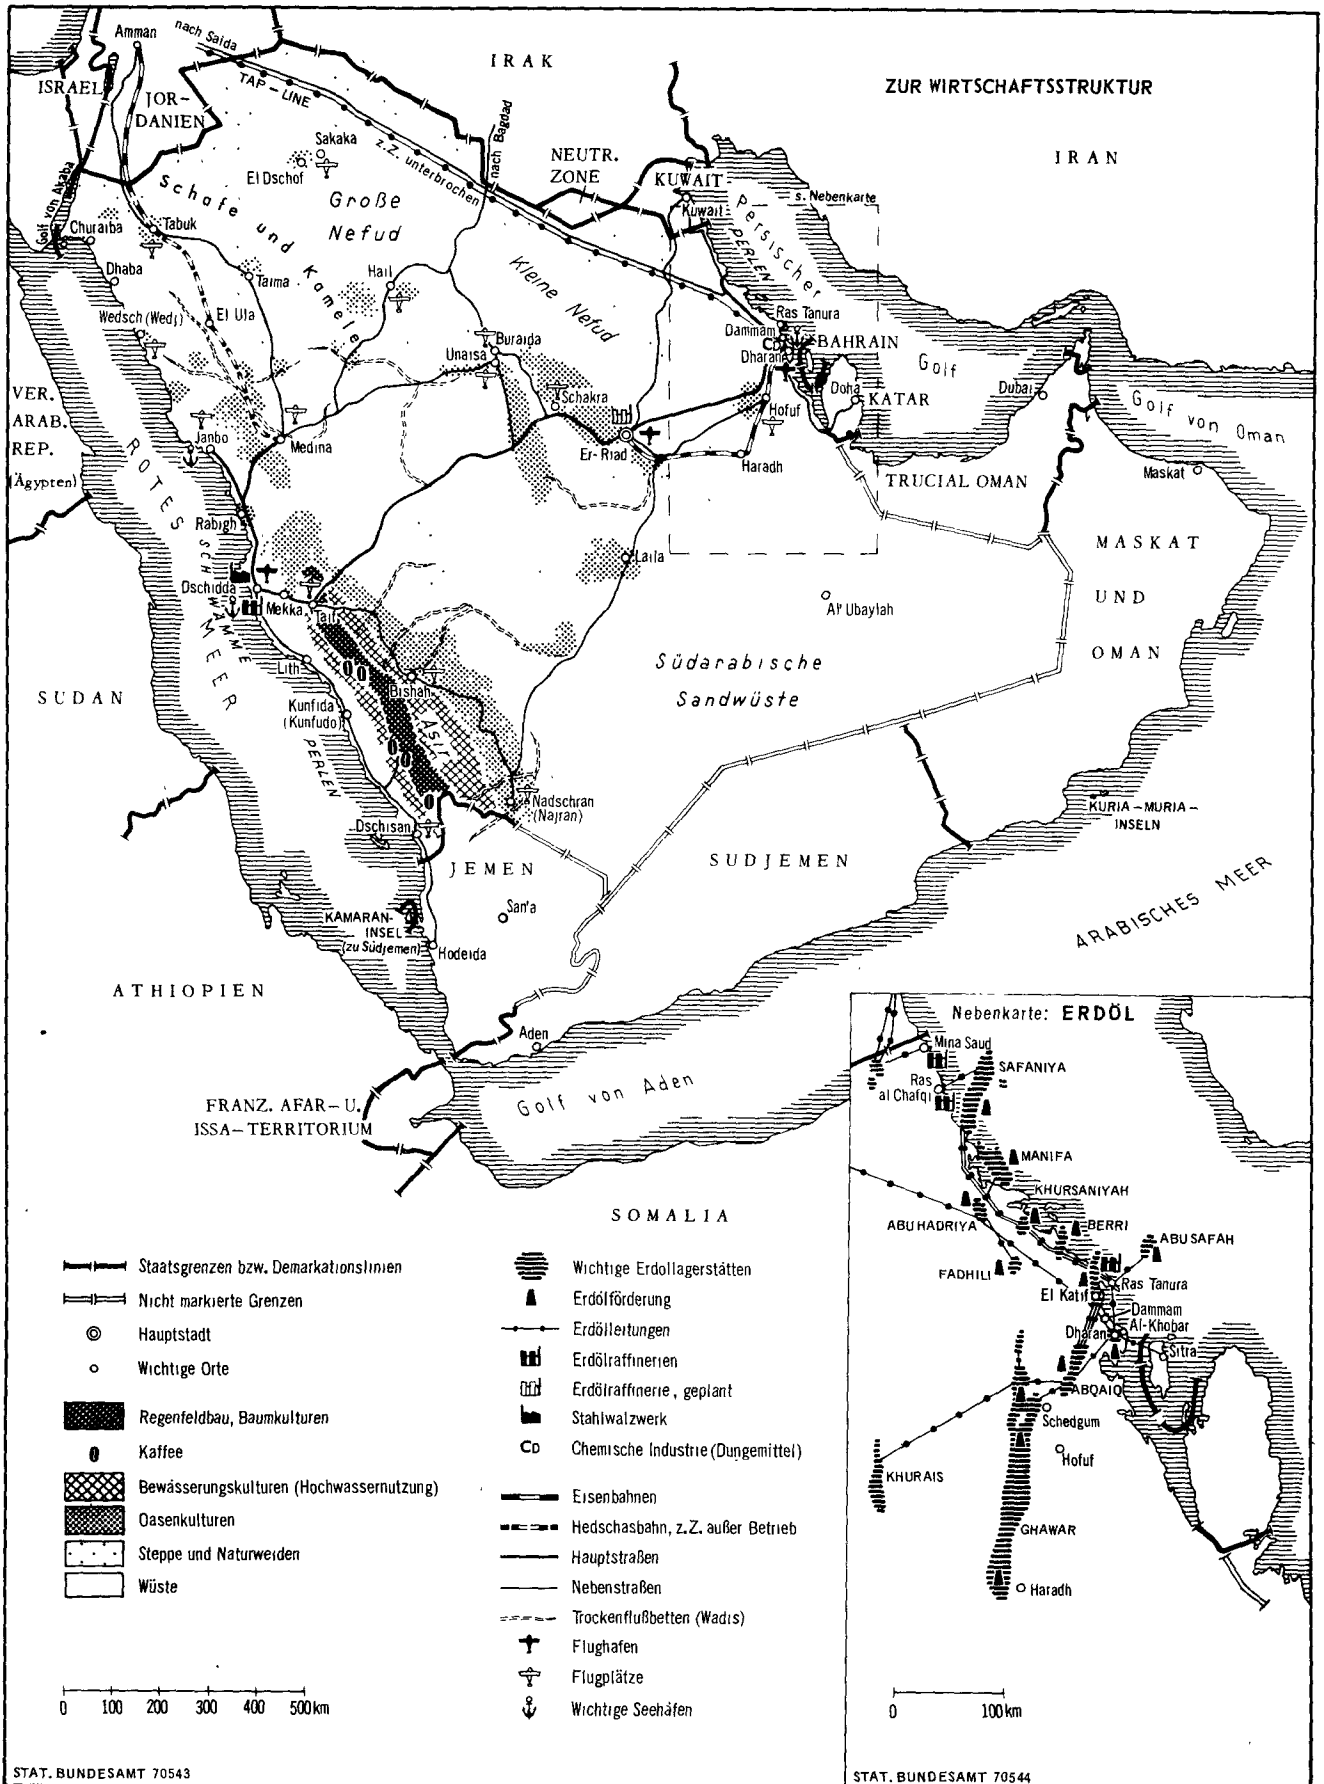 ZUR WIRTSCHAFTSSTRUKTUR
Amman
nach Saida
IRAK
ISRAEL
JOR-
DANIEN
TAP-LINE
z.Z. unterbrochen
nach Bagdad
NEUTR.
ZONE
IRAN
Sakaka
El Dschof
Schafe und Kamele
Große
Nefud
KUWAIT
Kuwait
s. Nebenkarte
Persischer
Golf
PERLEN
Golf von Akaba
Churaiba
Tabuk
Dhaba
Taima
Hail
Kleine Nefud
Wedsch (Wedj)
El Ula
Buraida
Unaisa
Ras Tanura
Dammam
CD
Dharan
BAHRAIN
Doha
KATAR
Dubai
Golf von Oman
VER.
ARAB.
REP.
(Ägypten)
Schakra
Hofuf
Janbo
Medina
Er-Riad
Haradh
TRUCIAL OMAN
Maskat
ROTES MEER
SCHWÄMME
Rabigh
Laila
MASKAT
UND
OMAN
Dschidda
Mekka
Taif
Al' Ubaylah
Lith
Südarabische
Sandwüste
SUDAN
Bishah
Kunfida
(Kunfudo)
Asir
PERLEN
Nadschran
(Najran)
KURIA-MURIA-
INSELN
Dschisan
JEMEN
SUDJEMEN
San'a
ARABISCHES MEER
KAMARAN-
INSEL
(zu Südjemen)
Hodeida
ATHIOPIEN
Aden
Golf von Aden
FRANZ. AFAR-U.
ISSA-TERRITORIUM
SOMALIA
Nebenkarte: ERDÖL
Mina Saud
SAFANIYA
Ras
al Chafqi
MANIFA
KHURSANIYAH
ABU HADRIYA
BERRI
ABU SAFAH
FADHILI
Ras Tanura
El Katif
Dammam
Al-Khobar
Dharan
Sitra
ABQAIQ
Schedgum
Hofuf
KHURAIS
GHAWAR
Haradh
0 100 km
Staatsgrenzen bzw. Demarkationslinien
Nicht markierte Grenzen
Hauptstadt
Wichtige Orte
Regenfeldbau, Baumkulturen
Kaffee
Bewässerungskulturen (Hochwassernutzung)
Oasenkulturen
Steppe und Naturweiden
Wüste
0 100 200 300 400 500 km
Wichtige Erdollagerstätten
Erdölförderung
Erdölleitungen
Erdölraffinerien
Erdölraffinerie, geplant
Stahlwalzwerk
CD Chemische Industrie (Dungemittel)
Eisenbahnen
Hedschasbahn, z.Z. außer Betrieb
Hauptstraßen
Nebenstraßen
Trockenflußbetten (Wadis)
Flughafen
Flugplätze
Wichtige Seehäfen
STAT. BUNDESAMT 70543
STAT. BUNDESAMT 70544